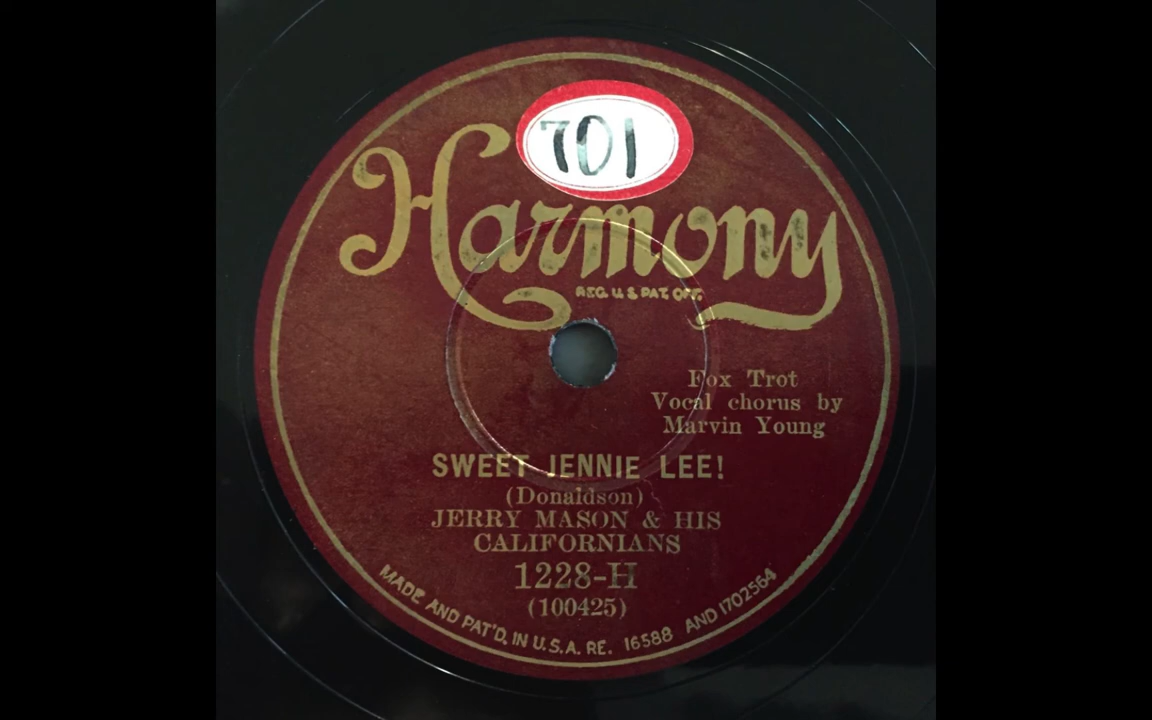 701
Harmony
REG. U.S. PAT. OFF.
Fox Trot
Vocal chorus by
Marvin Young
SWEET JENNIE LEE!
(Donaldson)
JERRY MASON & HIS
CALIFORNIANS
1228-H
(100425)
MADE AND PAT'D. IN U.S.A. RE. 16588 AND 1702564